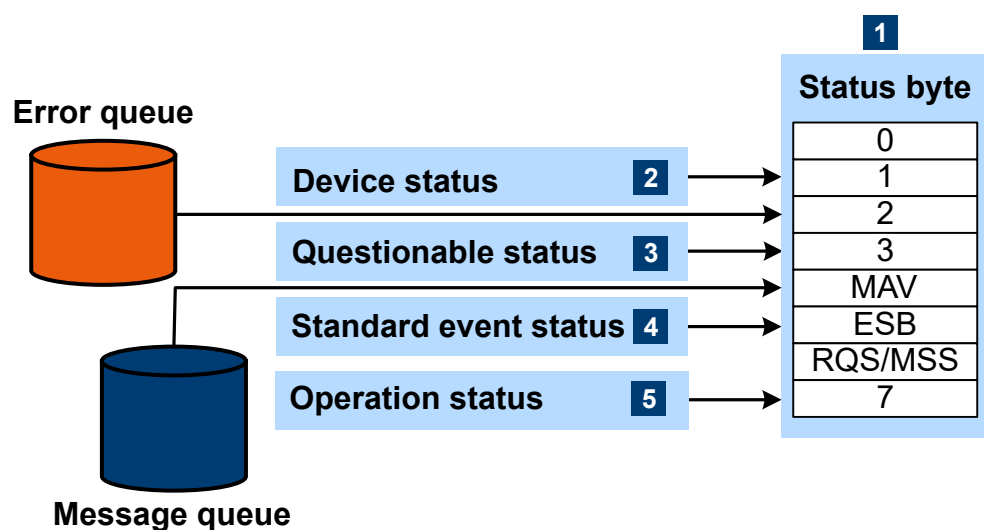 1
Status byte
Error queue
0
Device status 2
1
2
Questionable status 3
3
MAV
Standard event status 4
ESB
RQS/MSS
Operation status 5
7
Message queue